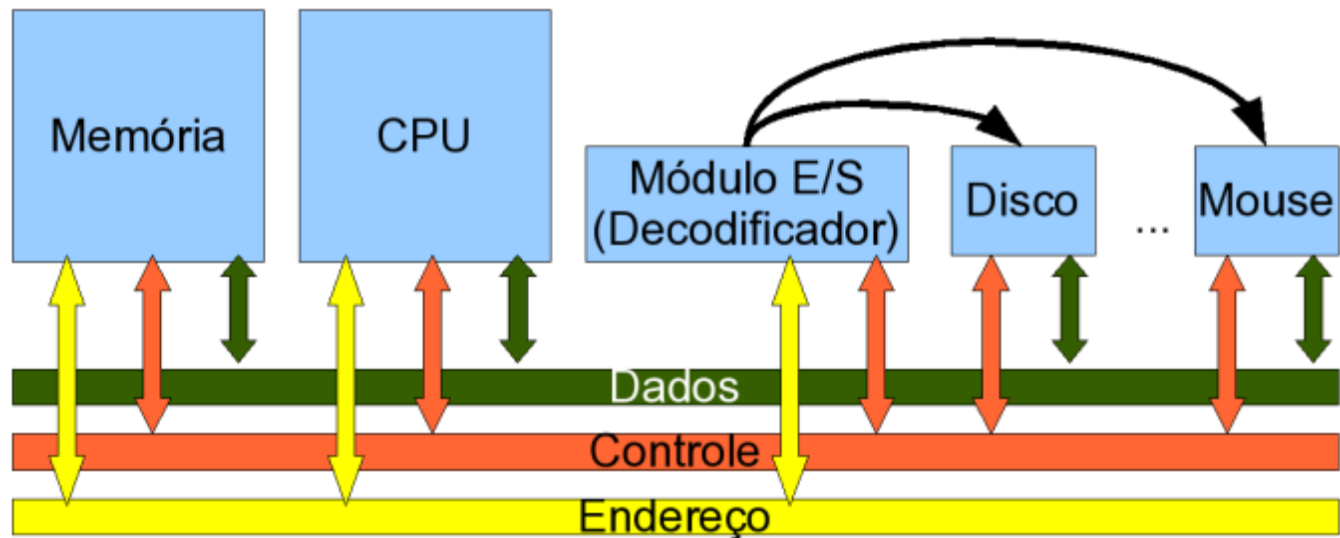 Memória
CPU
Módulo E/S
(Decodificador)
Disco
...
Mouse
Dados
Controle
Endereço